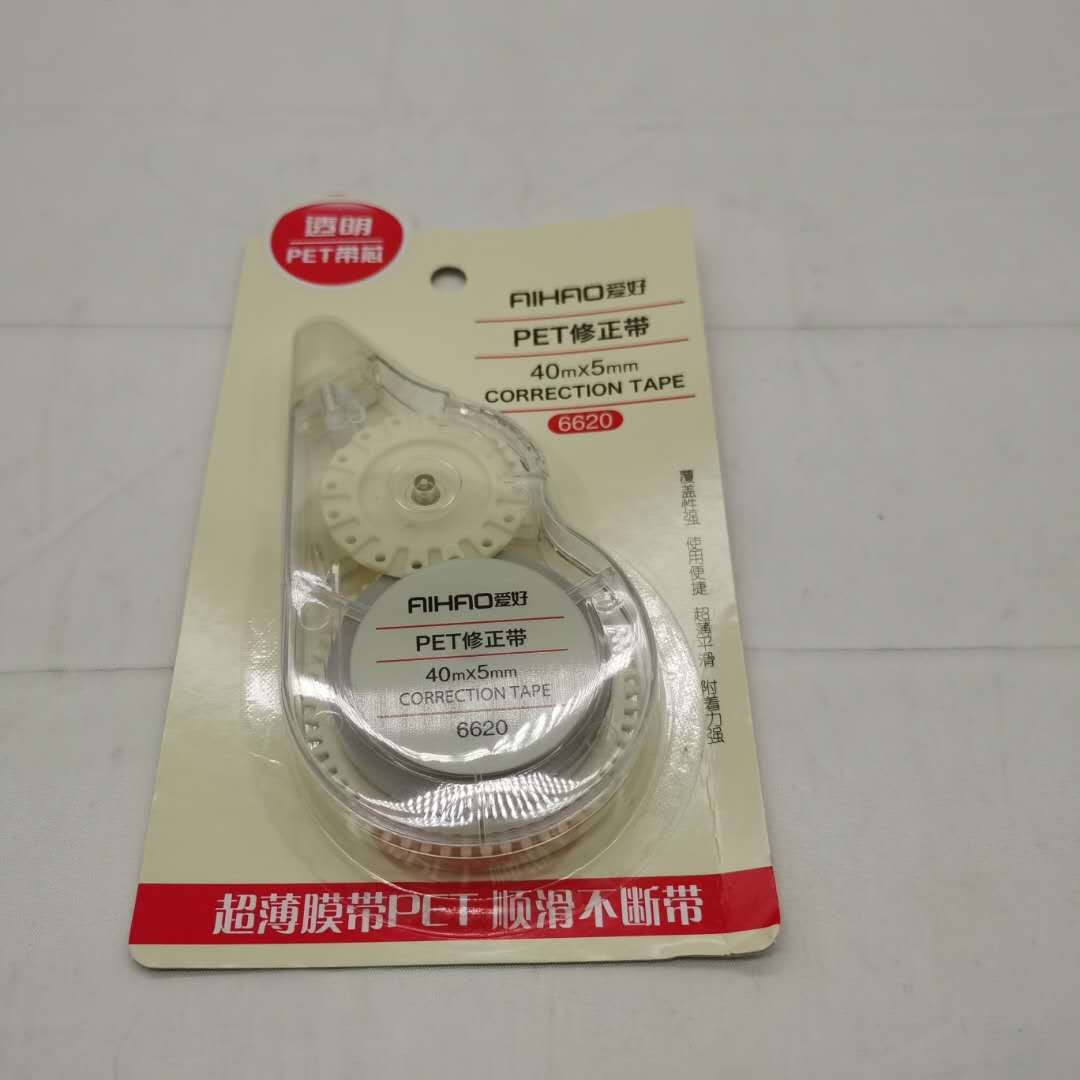 透明
PET带芯
AIHAO爱好
PET修正带
40mx5mm
CORRECTION TAPE
6620
覆盖性强 使用便捷 超薄平滑 附着力强
AIHAO爱好
PET修正带
40mx5mm
CORRECTION TAPE
6620
超薄膜带PET 顺滑不断带